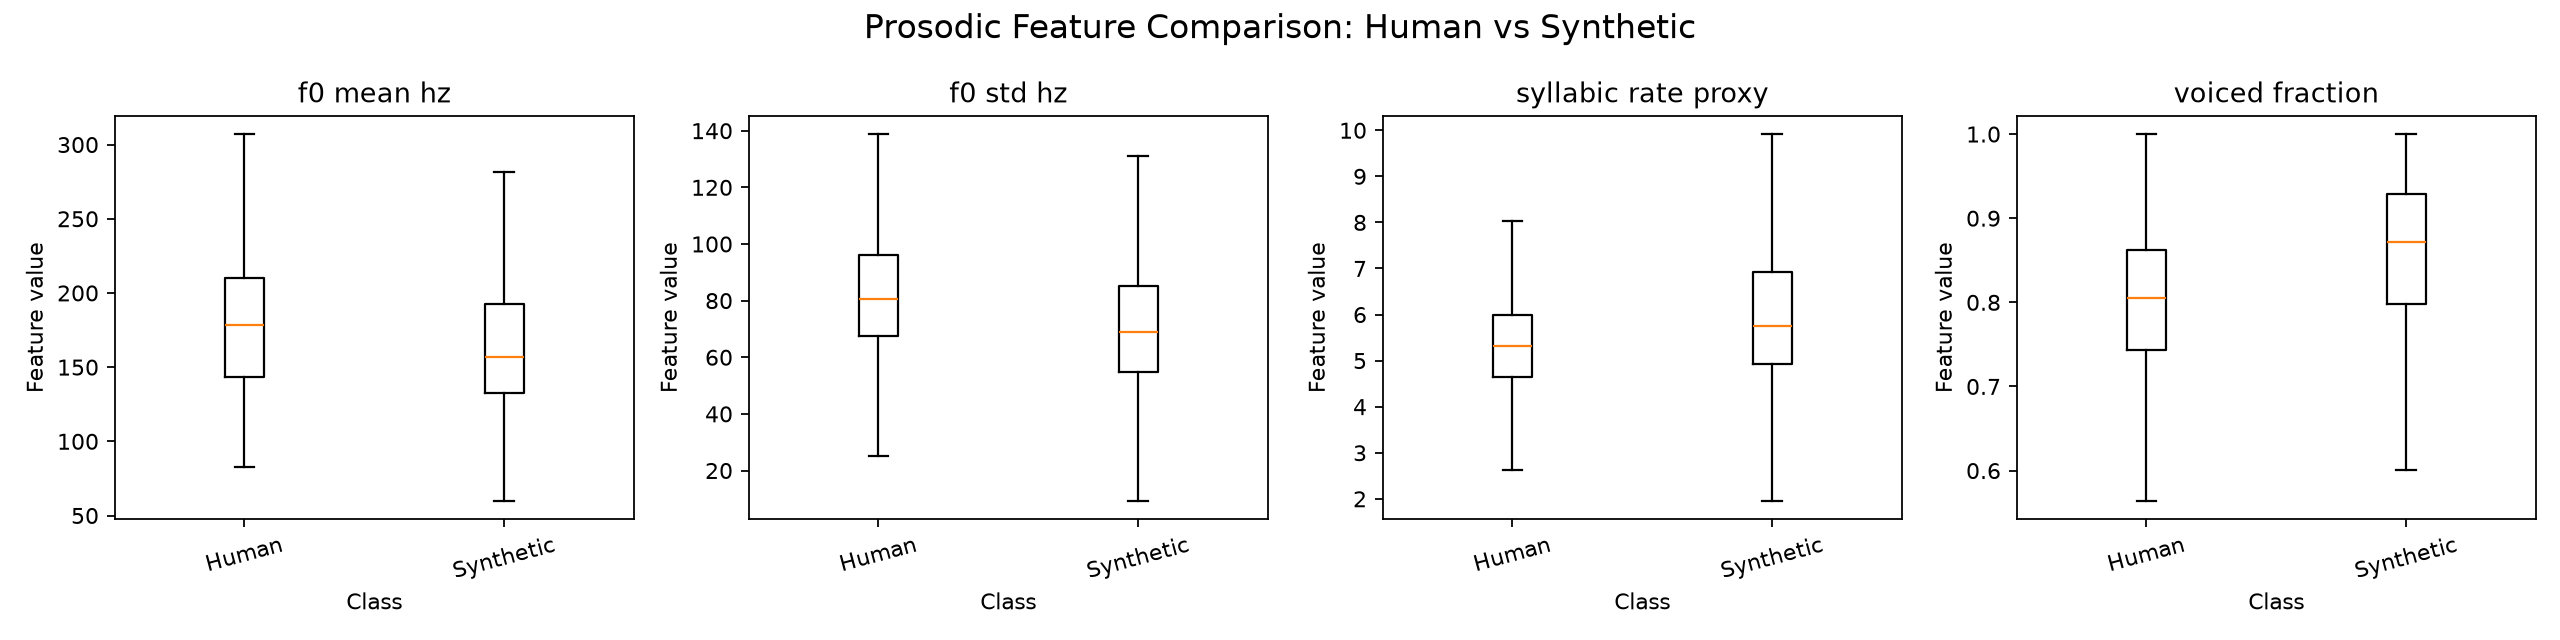 Prosodic Feature Comparison: Human vs Synthetic
f0 mean hz
Feature value
300
250
200
150
100
50
Human
Synthetic
Class
f0 std hz
Feature value
140
120
100
80
60
40
20
Human
Synthetic
Class
syllabic rate proxy
Feature value
10
9
8
7
6
5
4
3
2
Human
Synthetic
Class
voiced fraction
Feature value
1.0
0.9
0.8
0.7
0.6
Human
Synthetic
Class